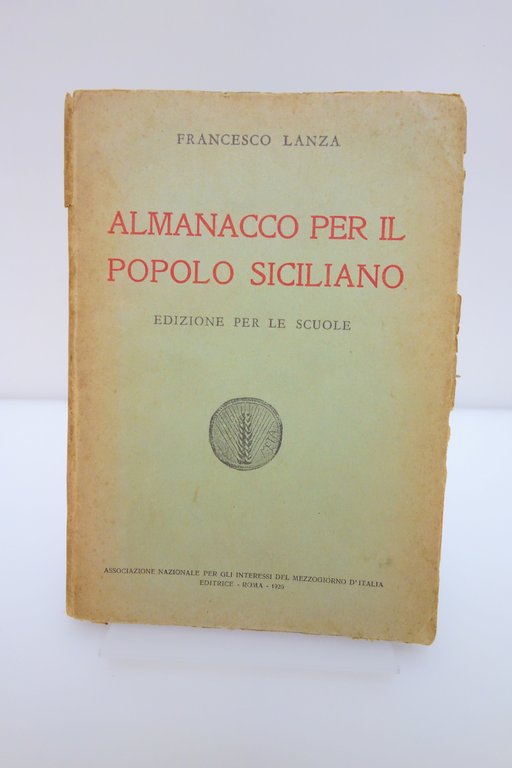 FRANCESCO LANZA
ALMANACCO PER IL
POPOLO SICILIANO
EDIZIONE PER LE SCUOLE
ASSOCIAZIONE NAZIONALE PER GLI INTERESSI DEL MEZZOGIORNO D'ITALIA
EDITRICE - ROMA - 1925